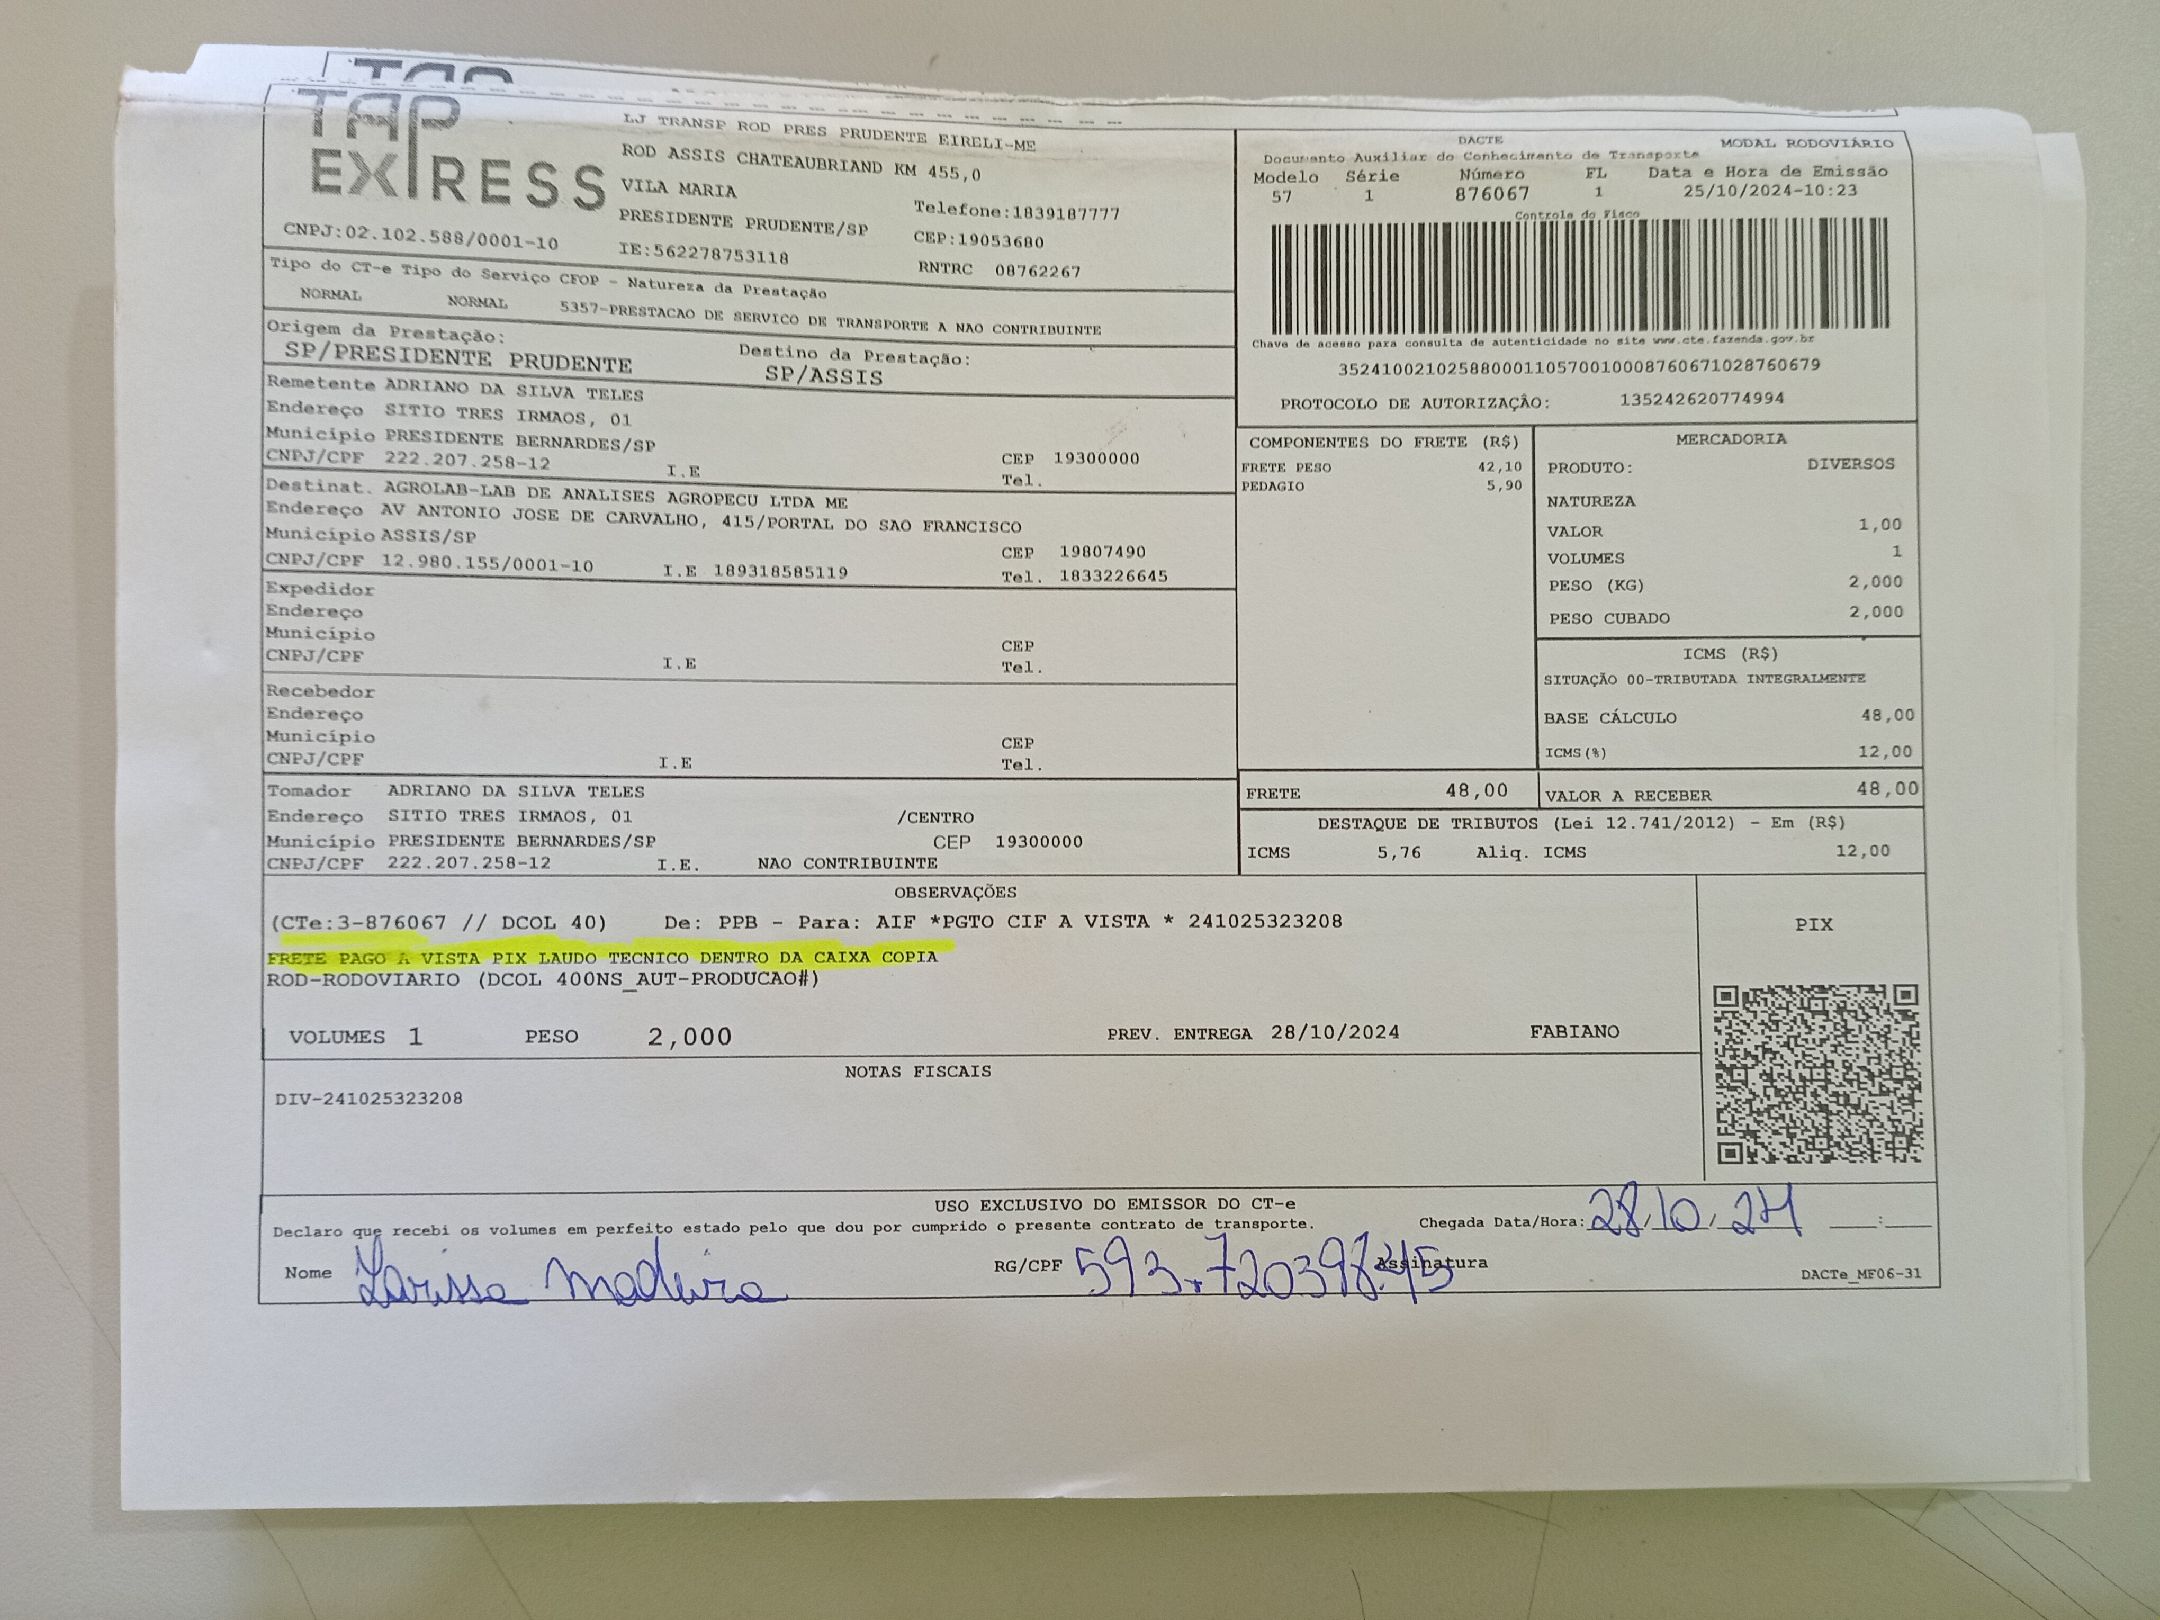 TAP
EXPRESS
LJ TRANSP ROD PRES PRUDENTE EIRELI-ME
ROD ASSIS CHATEAUBRIAND KM 455,0
VILA MARIA
Telefone:1839187777
PRESIDENTE PRUDENTE/SP
CEP:19053680
CNPJ:02.102.588/0001-10
IE:562278753118
RNTRC 08762267
DACTE
MODAL RODOVIÁRIO
Documento Auxiliar do Conhecimento de Transporte
Modelo Série Número FL Data e Hora de Emissão
57 1 876067 1 25/10/2024-10:23
Controle do Fisco
Chave de acesso para consulta de autenticidade no site www.cte.fazenda.gov.br
35241002102588000110570010008760671028760679
PROTOCOLO DE AUTORIZAÇÃO: 135242620774994
Tipo do CT-e Tipo do Serviço CFOP - Natureza da Prestação
NORMAL NORMAL 5357-PRESTACAO DE SERVICO DE TRANSPORTE A NAO CONTRIBUINTE
Origem da Prestação:
SP/PRESIDENTE PRUDENTE
Destino da Prestação:
SP/ASSIS
Remetente ADRIANO DA SILVA TELES
Endereço SITIO TRES IRMAOS, 01
Município PRESIDENTE BERNARDES/SP
CEP 19300000
CNPJ/CPF 222.207.258-12 I.E Tel.
Destinat. AGROLAB-LAB DE ANALISES AGROPECU LTDA ME
Endereço AV ANTONIO JOSE DE CARVALHO, 415/PORTAL DO SAO FRANCISCO
Município ASSIS/SP
CEP 19807490
CNPJ/CPF 12.980.155/0001-10 I.E 189318585119 Tel. 1833226645
Expedidor
Endereço
Município
CEP
CNPJ/CPF I.E Tel.
Recebedor
Endereço
Município
CEP
CNPJ/CPF I.E Tel.
Tomador ADRIANO DA SILVA TELES
Endereço SITIO TRES IRMAOS, 01 /CENTRO
Município PRESIDENTE BERNARDES/SP CEP 19300000
CNPJ/CPF 222.207.258-12 I.E. NAO CONTRIBUINTE
COMPONENTES DO FRETE (R$)
FRETE PESO 42,10
PEDAGIO 5,90
MERCADORIA
PRODUTO: DIVERSOS
NATUREZA
VALOR 1,00
VOLUMES 1
PESO (KG) 2,000
PESO CUBADO 2,000
ICMS (R$)
SITUAÇÃO 00-TRIBUTADA INTEGRALMENTE
BASE CÁLCULO 48,00
ICMS(%) 12,00
FRETE 48,00
VALOR A RECEBER 48,00
DESTAQUE DE TRIBUTOS (Lei 12.741/2012) - Em (R$)
ICMS 5,76 Aliq. ICMS 12,00
OBSERVAÇÕES
(CTe:3-876067 // DCOL 40) De: PPB - Para: AIF *PGTO CIF A VISTA * 241025323208
FRETE PAGO A VISTA PIX LAUDO TECNICO DENTRO DA CAIXA COPIA
ROD-RODOVIARIO (DCOL 400NS_AUT-PRODUCAO#)
VOLUMES 1 PESO 2,000 PREV. ENTREGA 28/10/2024 FABIANO
PIX
NOTAS FISCAIS
DIV-241025323208
USO EXCLUSIVO DO EMISSOR DO CT-e
Declaro que recebi os volumes em perfeito estado pelo que dou por cumprido o presente contrato de transporte.
Chegada Data/Hora: 28/10/24 ____:____
Nome Larissa Madeira RG/CPF 593.720398.45 Assinatura
DACTe_MF06-31